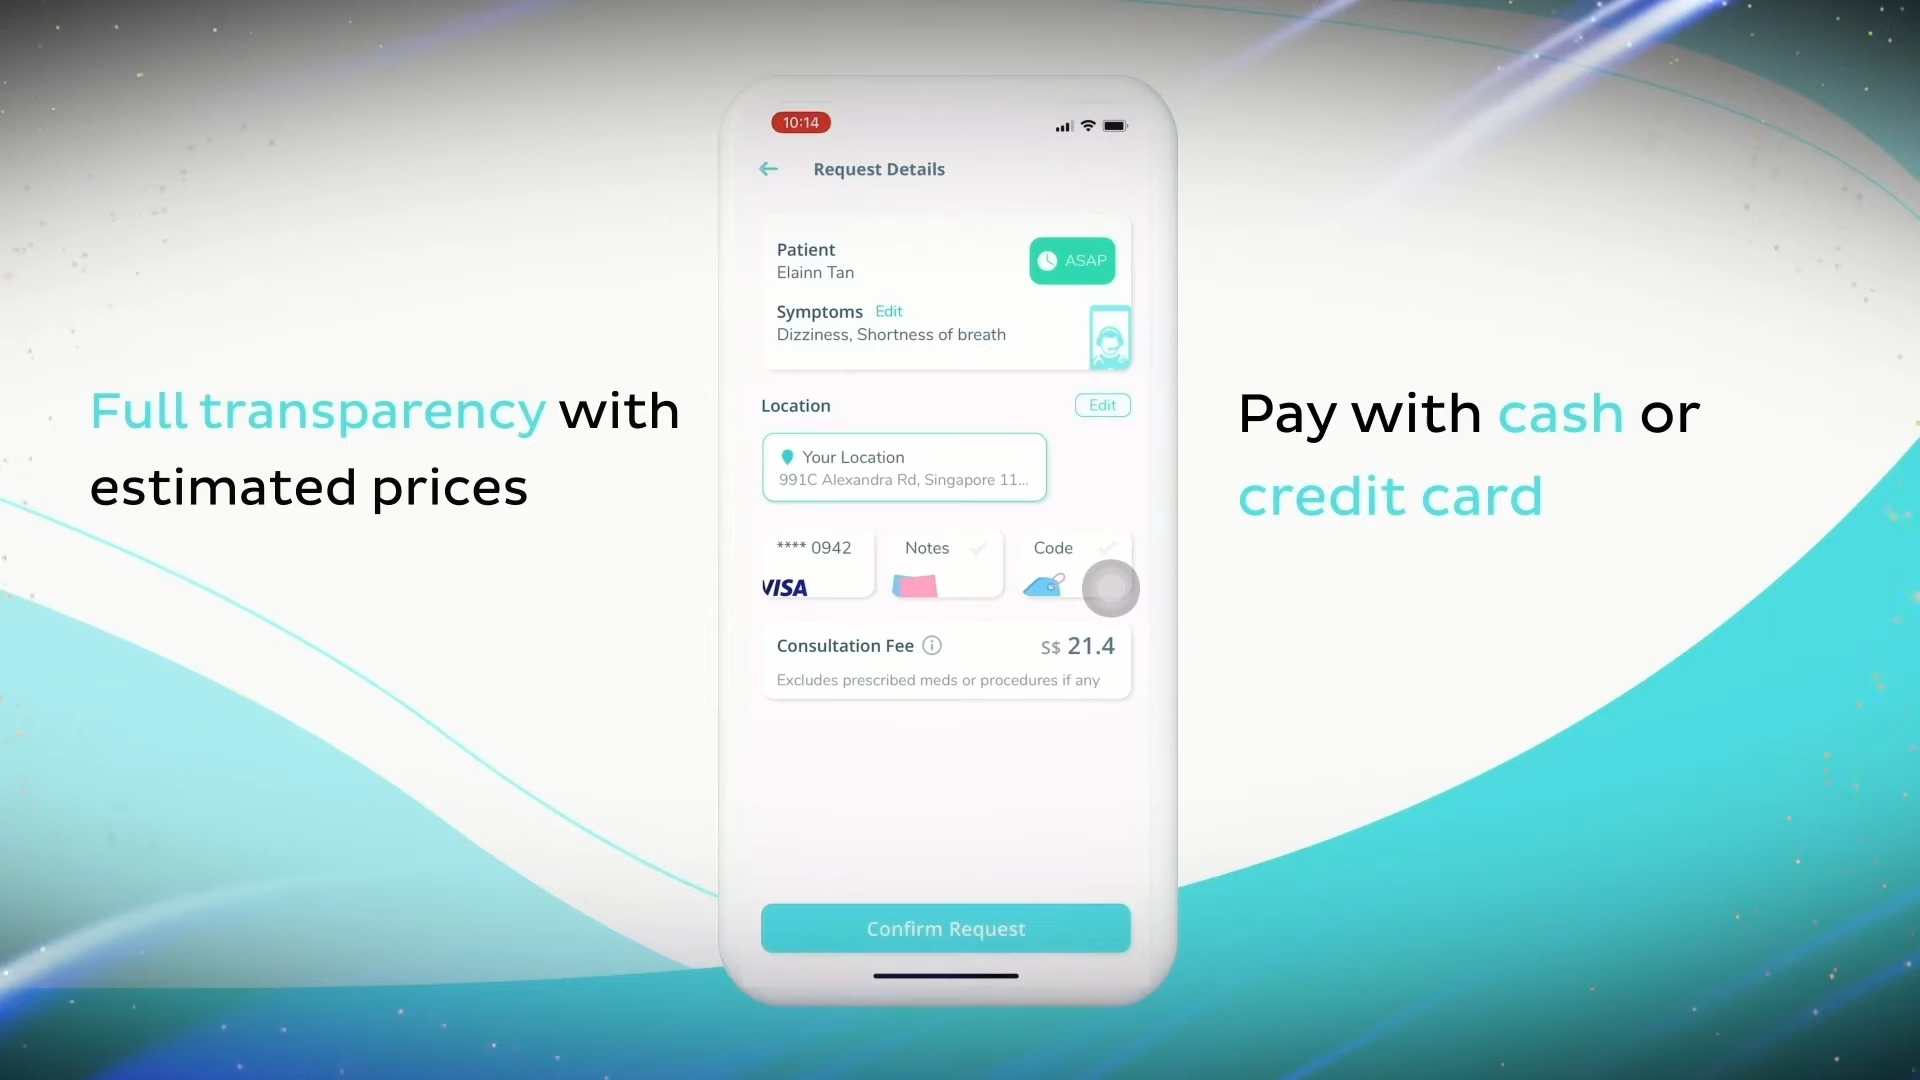 Full transparency with
estimated prices
10:14
Request Details
Patient
Elainn Tan
ASAP
Symptoms Edit
Dizziness, Shortness of breath
Location
Edit
Your Location
991C Alexandra Rd, Singapore 11...
**** 0942
VISA
Notes
Code
Consultation Fee
S$ 21.4
Excludes prescribed meds or procedures if any
Confirm Request
Pay with cash or
credit card